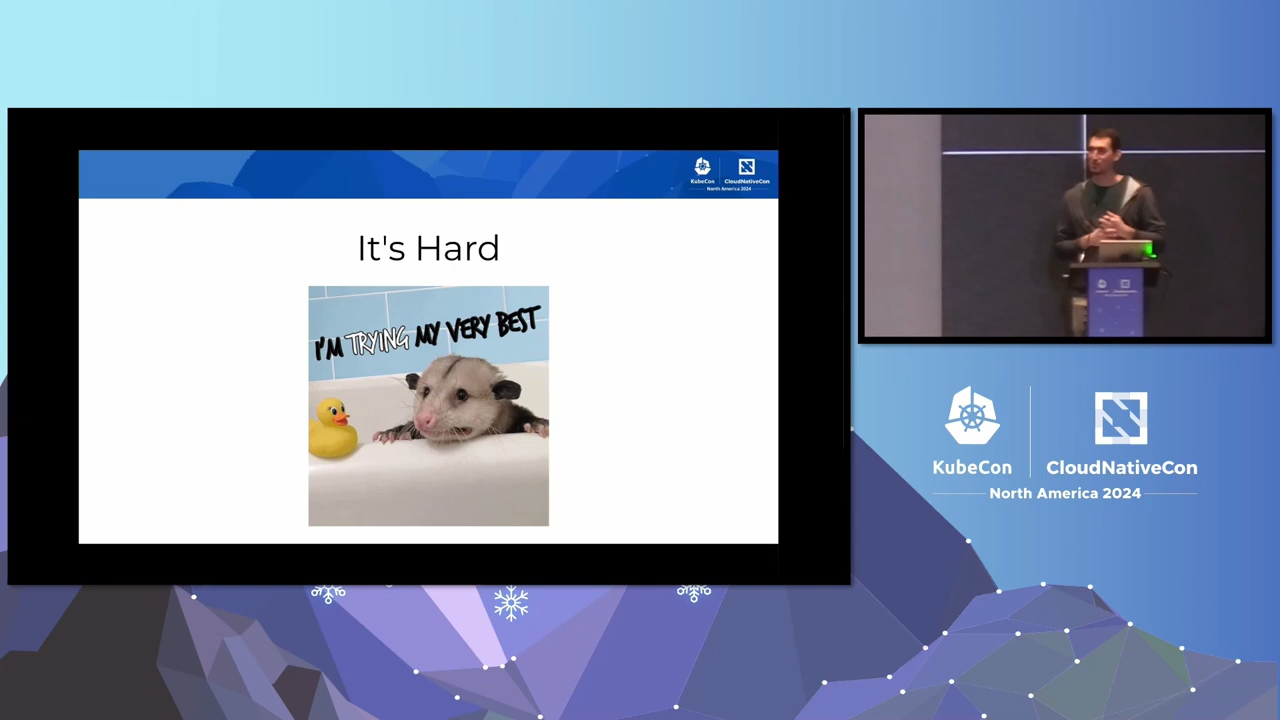 KubeCon
CloudNativeCon
North America 2024
It's Hard
I'M TRYING MY VERY BEST
KubeCon
CloudNativeCon
North America 2024